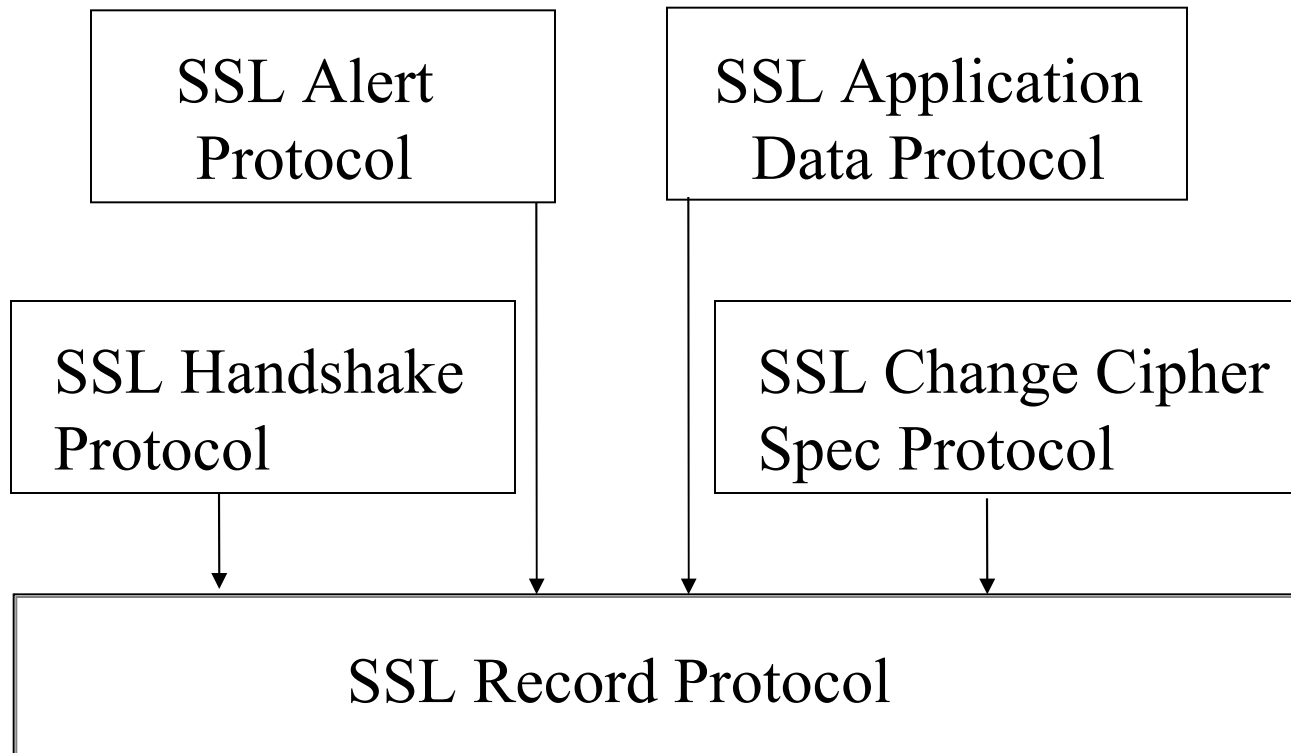 SSL Alert
Protocol
SSL Application
Data Protocol
SSL Handshake
Protocol
SSL Change Cipher
Spec Protocol
SSL Record Protocol